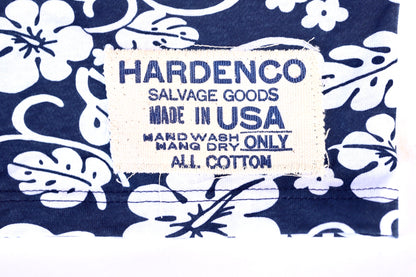 HARDENCO
SALVAGE GOODS
MADE IN USA
HAND WASH ONLY
HANG DRY
ALL COTTON